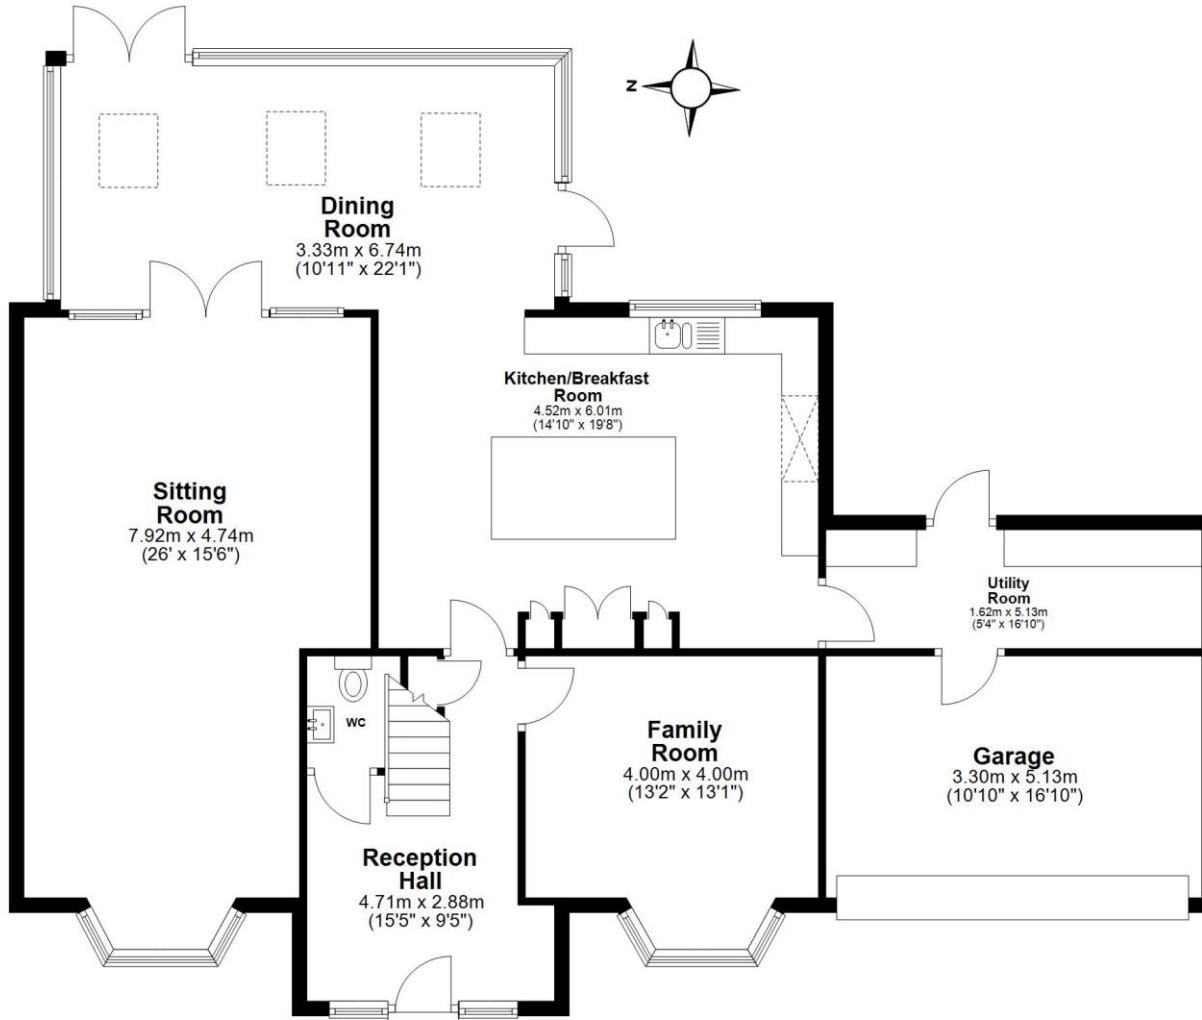 N
Dining
Room
3.33m x 6.74m
(10'11" x 22'1")
Kitchen/Breakfast
Room
4.52m x 6.01m
(14'10" x 19'8")
Sitting
Room
7.92m x 4.74m
(26' x 15'6")
Utility
Room
1.62m x 5.13m
(5'4" x 16'10")
WC
Family
Room
4.00m x 4.00m
(13'2" x 13'1")
Garage
3.30m x 5.13m
(10'10" x 16'10")
Reception
Hall
4.71m x 2.88m
(15'5" x 9'5")